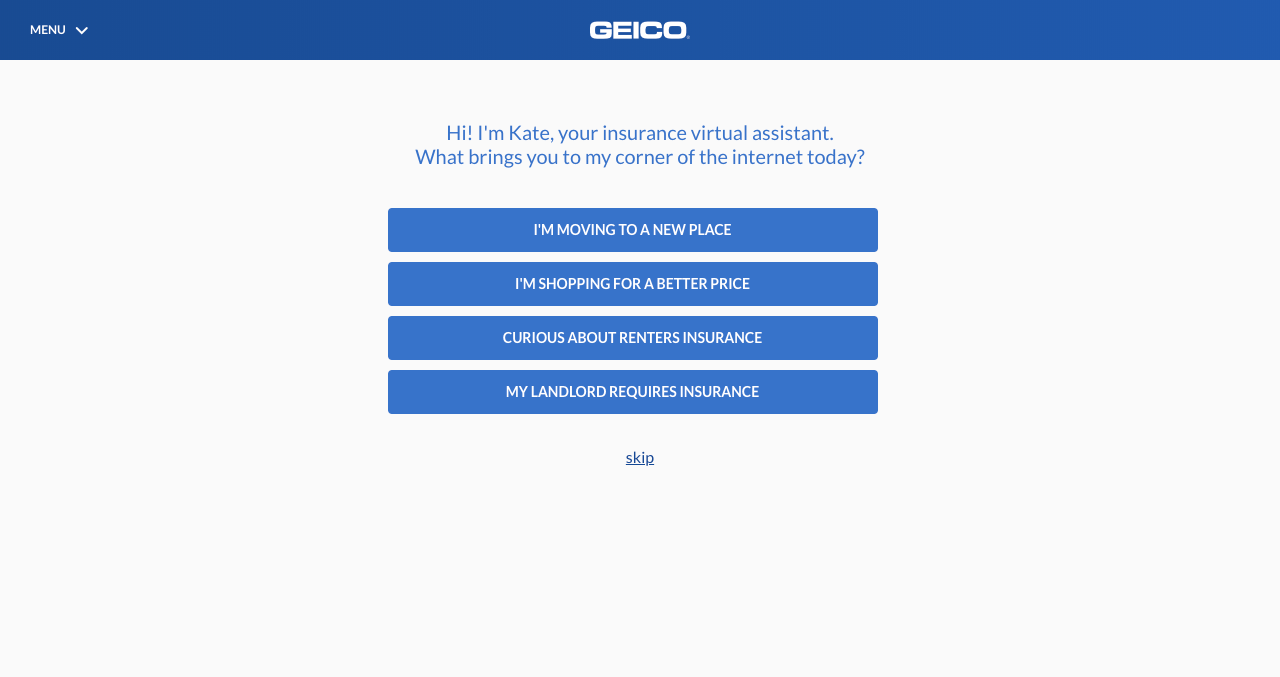 MENU
GEICO
Hi! I'm Kate, your insurance virtual assistant.
What brings you to my corner of the internet today?
I'M MOVING TO A NEW PLACE
I'M SHOPPING FOR A BETTER PRICE
CURIOUS ABOUT RENTERS INSURANCE
MY LANDLORD REQUIRES INSURANCE
skip